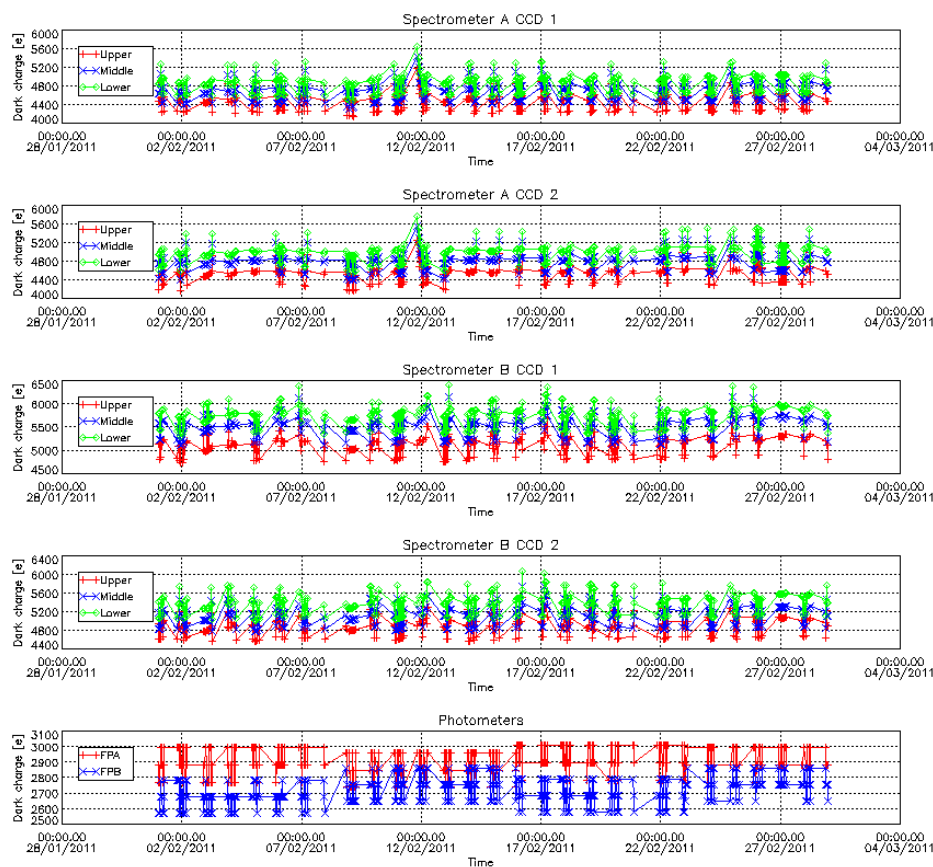 Spectrometer A CCD 1
Dark charge [e]
6000
5600
5200
4800
4400
4000
Upper
Middle
Lower
00:00.00 00:00.00 00:00.00 00:00.00 00:00.00 00:00.00 00:00.00 00:00.00
28/01/2011 02/02/2011 07/02/2011 12/02/2011 17/02/2011 22/02/2011 27/02/2011 04/03/2011
Time
Spectrometer A CCD 2
Dark charge [e]
6000
5600
5200
4800
4400
4000
Upper
Middle
Lower
00:00.00 00:00.00 00:00.00 00:00.00 00:00.00 00:00.00 00:00.00 00:00.00
28/01/2011 02/02/2011 07/02/2011 12/02/2011 17/02/2011 22/02/2011 27/02/2011 04/03/2011
Time
Spectrometer B CCD 1
Dark charge [e]
6500
6000
5500
5000
4500
Upper
Middle
Lower
00:00.00 00:00.00 00:00.00 00:00.00 00:00.00 00:00.00 00:00.00 00:00.00
28/01/2011 02/02/2011 07/02/2011 12/02/2011 17/02/2011 22/02/2011 27/02/2011 04/03/2011
Time
Spectrometer B CCD 2
Dark charge [e]
6400
6000
5600
5200
4800
4400
Upper
Middle
Lower
00:00.00 00:00.00 00:00.00 00:00.00 00:00.00 00:00.00 00:00.00 00:00.00
28/01/2011 02/02/2011 07/02/2011 12/02/2011 17/02/2011 22/02/2011 27/02/2011 04/03/2011
Time
Photometers
Dark charge [e]
3100
3000
2900
2800
2700
2600
2500
FPA
FPB
00:00.00 00:00.00 00:00.00 00:00.00 00:00.00 00:00.00 00:00.00 00:00.00
28/01/2011 02/02/2011 07/02/2011 12/02/2011 17/02/2011 22/02/2011 27/02/2011 04/03/2011
Time